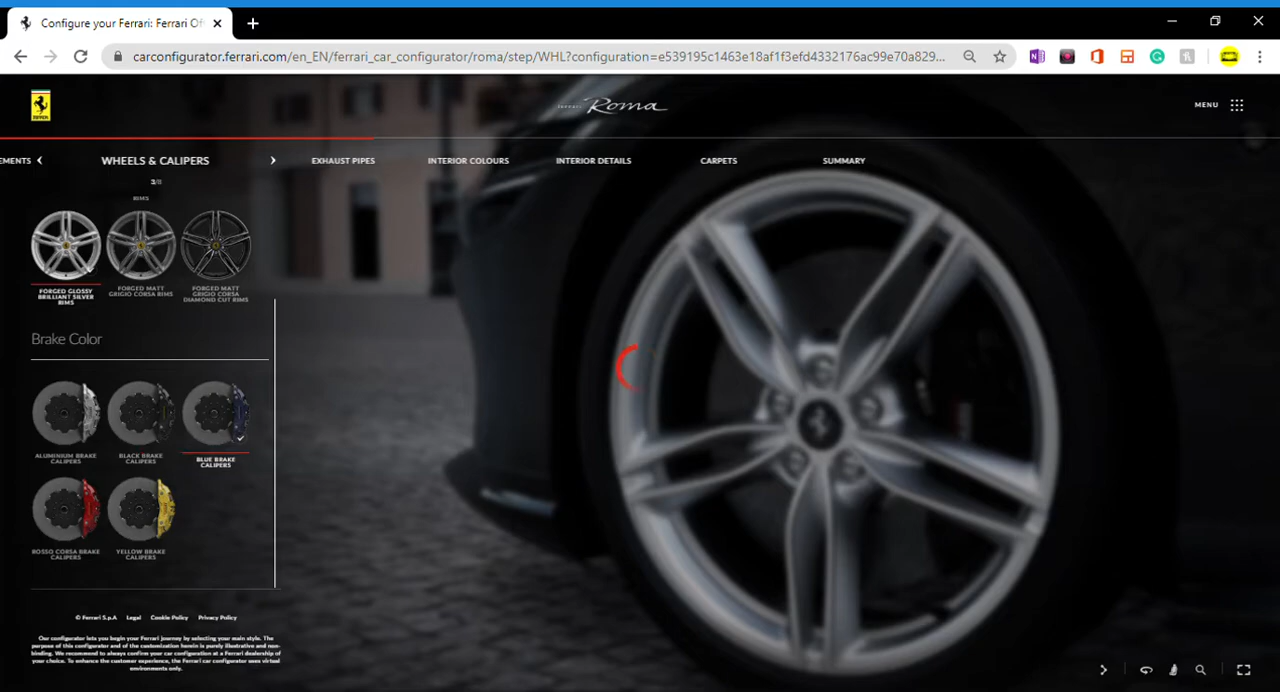 Configure your Ferrari: Ferrari Of
carconfigurator.ferrari.com/en_EN/ferrari_car_configurator/roma/step/WHL?configuration=e539195c1463e18af1f3efd4332176ac99e70a829...
Ferrari
Roma
MENU
EMENTS
WHEELS & CALIPERS
EXHAUST PIPES
INTERIOR COLOURS
INTERIOR DETAILS
CARPETS
SUMMARY
3/8
RIMS
FORGED GLOSSY
BRILLIANT SILVER
RIMS
FORGED MATT
GRIGIO CORSA RIMS
FORGED MATT
GRIGIO CORSA
DIAMOND CUT RIMS
Brake Color
ALUMINIUM BRAKE
CALIPERS
BLACK BRAKE
CALIPERS
BLUE BRAKE
CALIPERS
ROSSO CORSA BRAKE
CALIPERS
YELLOW BRAKE
CALIPERS
© Ferrari S.p.A Legal Cookie Policy Privacy Policy
Our configurator lets you begin your Ferrari journey by selecting your main style. The
purpose of this configurator and of the customization herein is purely illustrative and non-
binding. We recommend to always confirm your car configuration at a Ferrari dealership of
your choice. To enhance the customer experience, the Ferrari car configurator uses virtual
environments only.